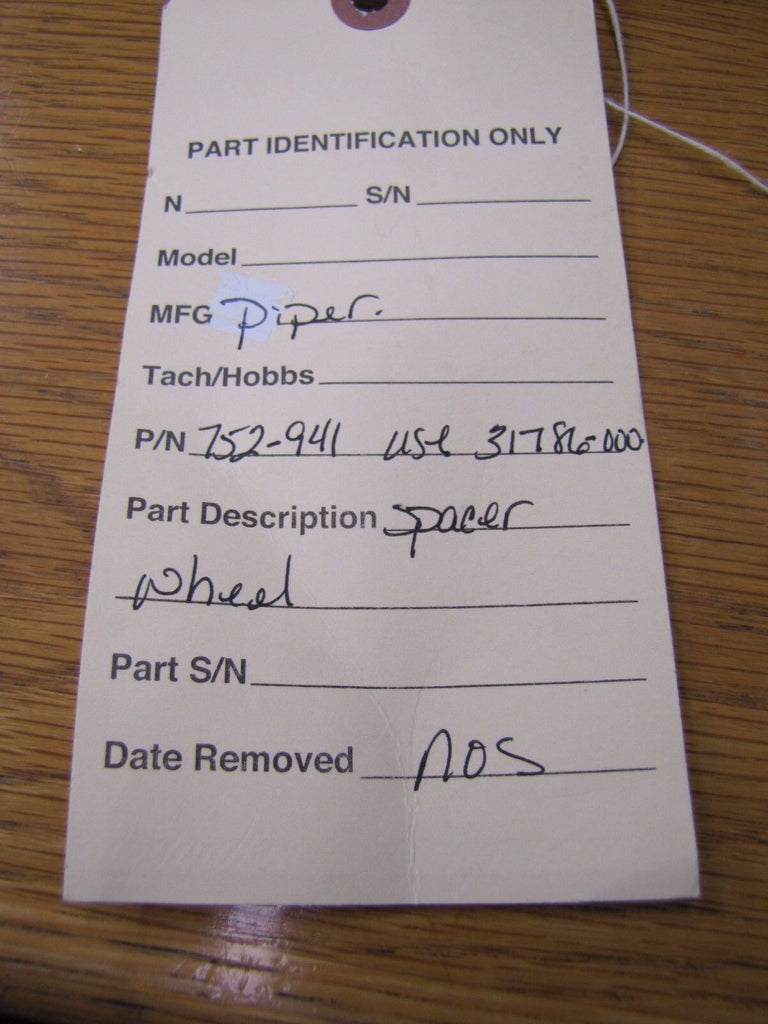 PART IDENTIFICATION ONLY
N S/N
Model
MFG Piper.
Tach/Hobbs
P/N 752-941 use 31786-000
Part Description Spacer
wheel
Part S/N
Date Removed NOS